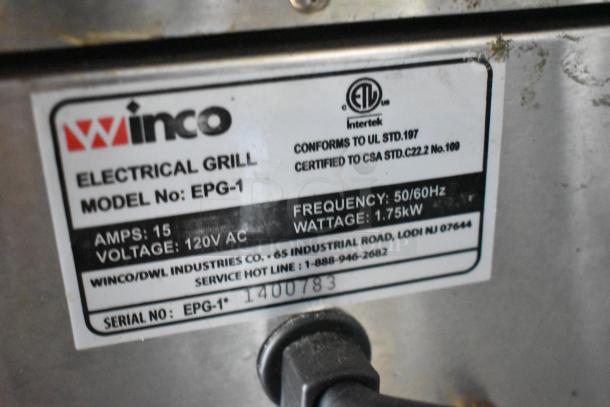 Winco
ELECTRICAL GRILL
MODEL No: EPG-1
C ETL US
Intertek
CONFORMS TO UL STD.197
CERTIFIED TO CSA STD.C22.2 No.109
AMPS: 15
VOLTAGE: 120V AC
FREQUENCY: 50/60Hz
WATTAGE: 1.75kW
WINCO/DWL INDUSTRIES CO. - 65 INDUSTRIAL ROAD, LODI NJ 07644
SERVICE HOT LINE : 1-888-946-2682
SERIAL NO: EPG-1* 1400783